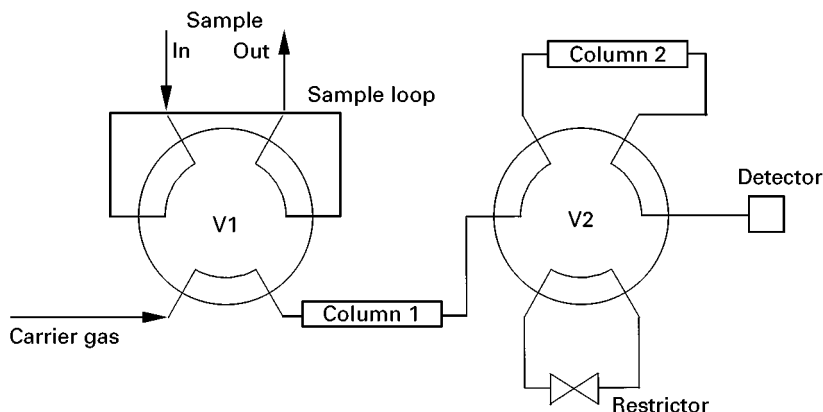 Sample
In
Out
Sample loop
Column 2
Detector
V1
V2
Column 1
Carrier gas
Restrictor